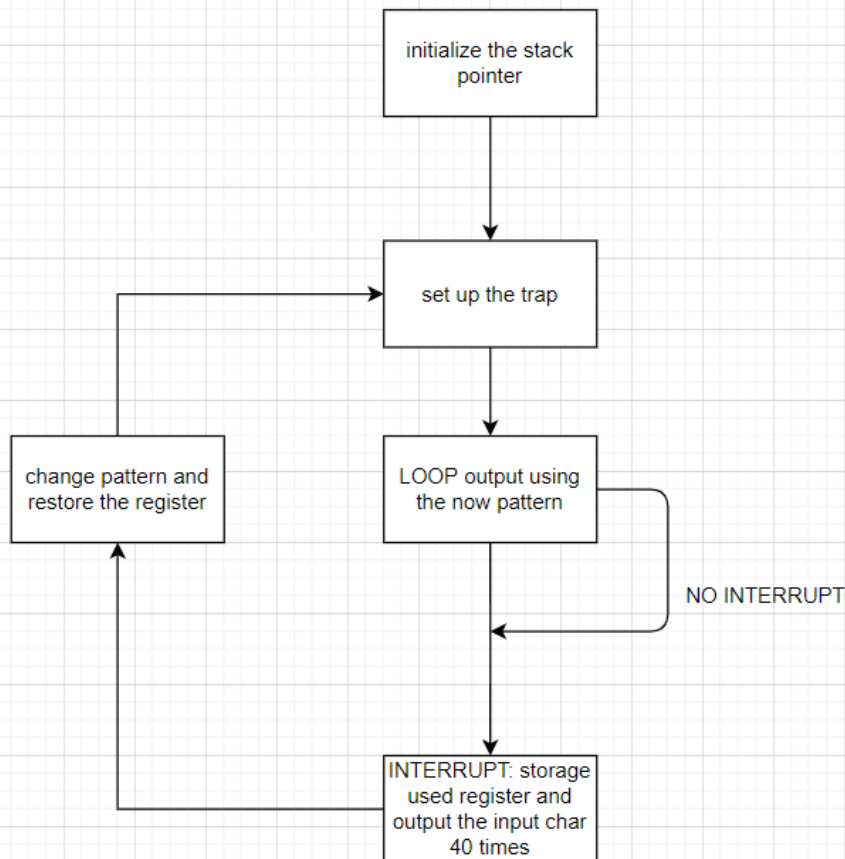 initialize the stack
pointer
set up the trap
change pattern and
restore the register
LOOP output using
the now pattern
NO INTERRUPT
INTERRUPT: storage
used register and
output the input char
40 times